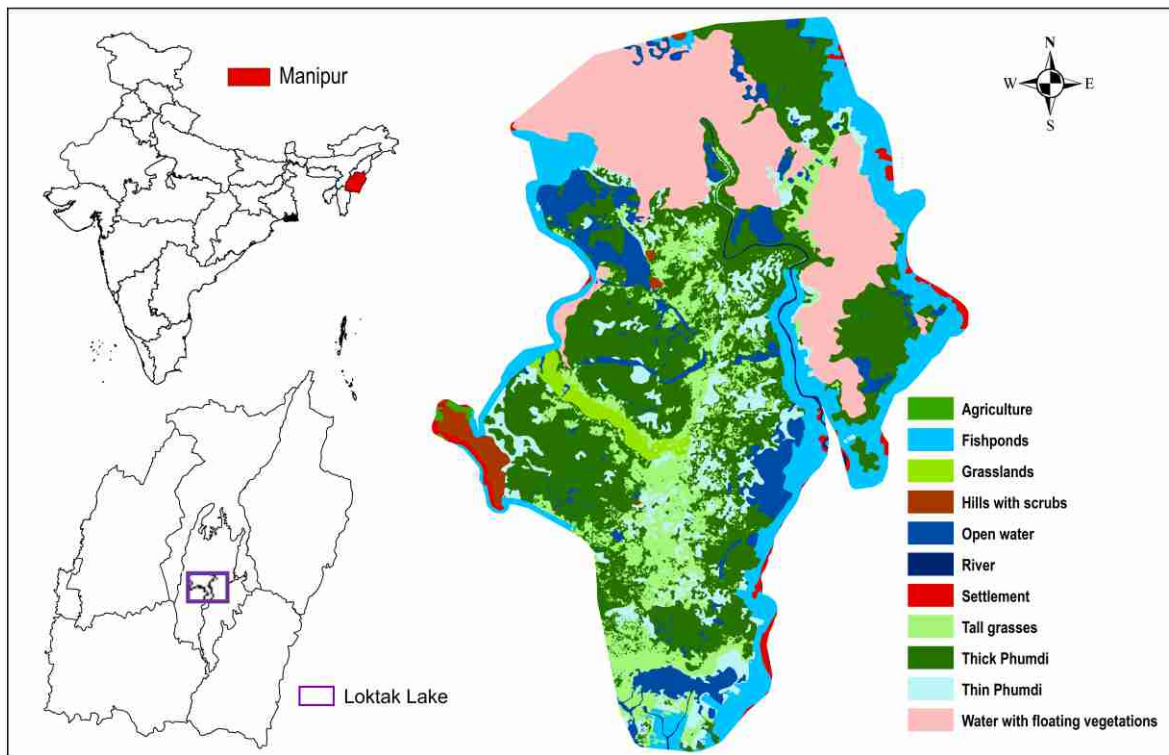 Manipur
N
W
E
S
Agriculture
Fishponds
Grasslands
Hills with scrubs
Open water
River
Settlement
Tall grasses
Thick Phumdi
Thin Phumdi
Water with floating vegetations
Loktak Lake